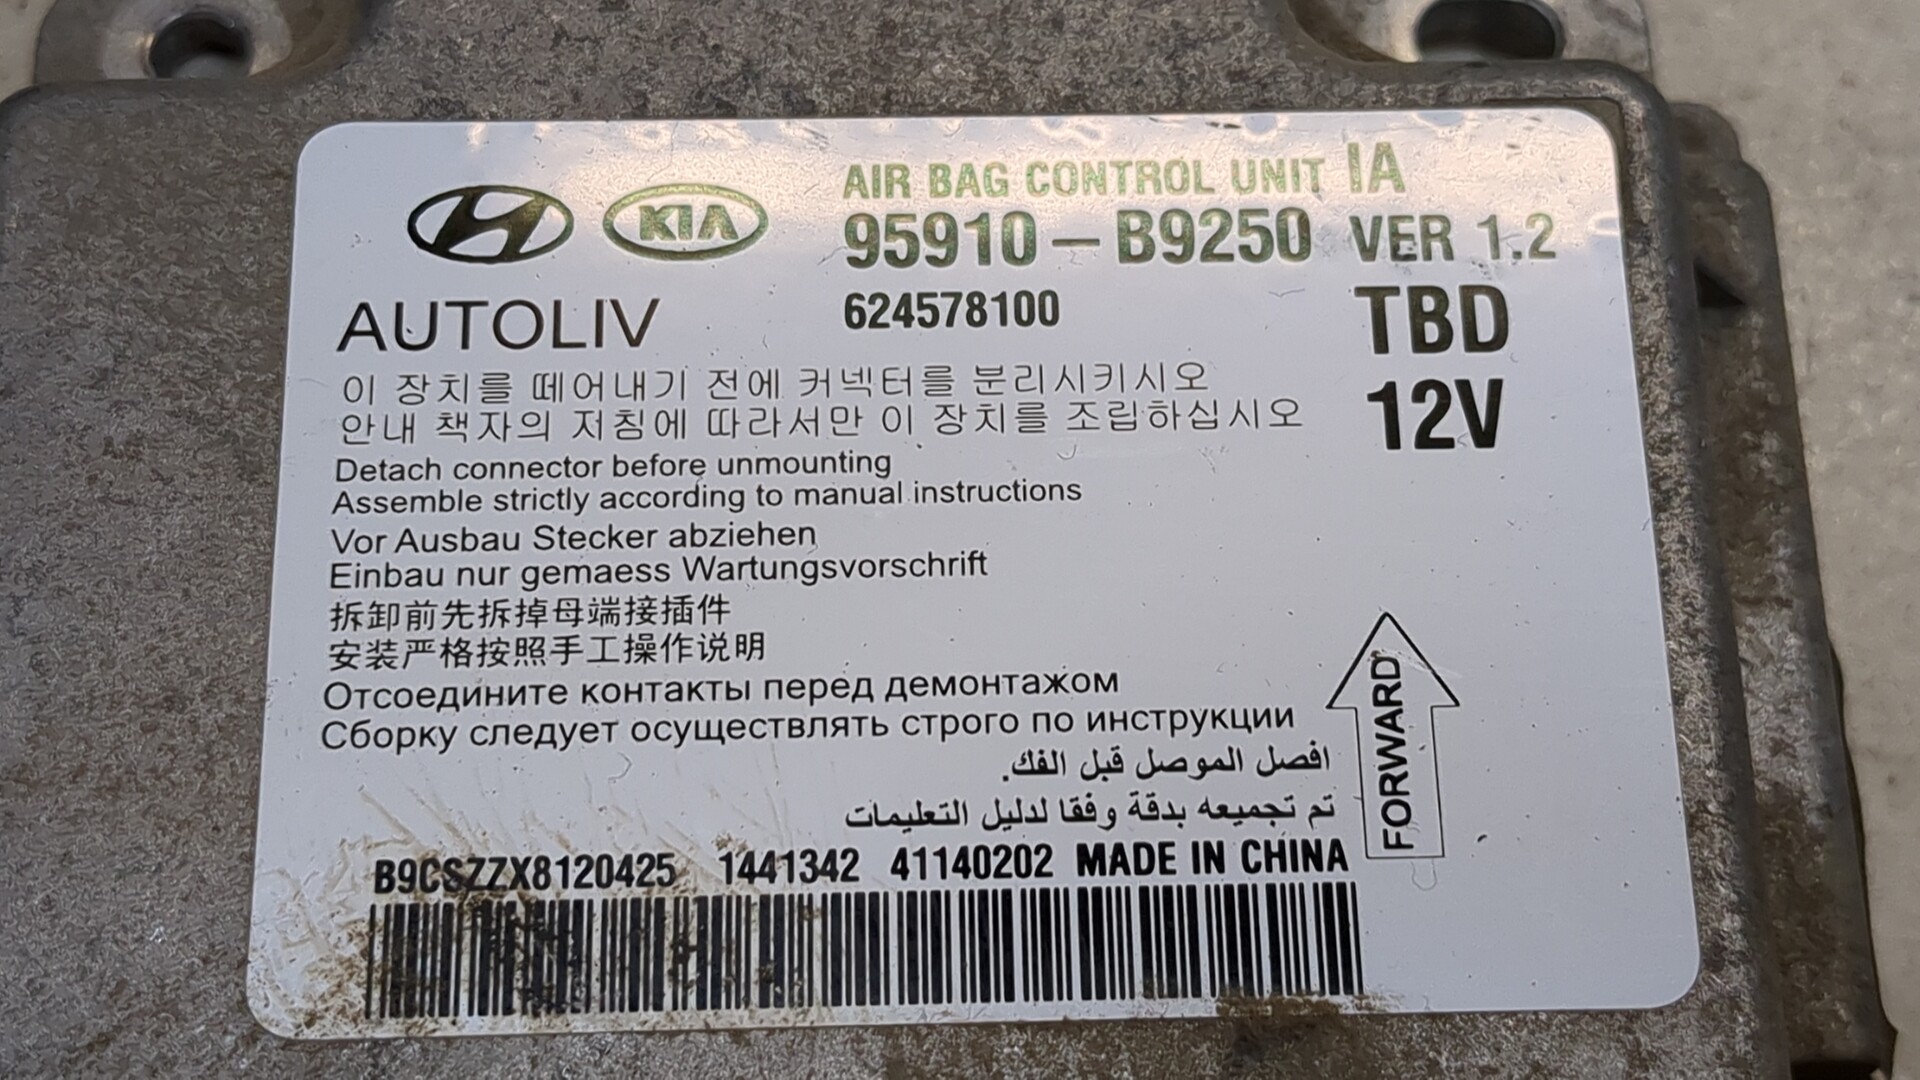 AIR BAG CONTROL UNIT IA
KIA
95910-B9250 VER 1.2
AUTOLIV
624578100
TBD
이 장치를 떼어내기 전에 커넥터를 분리시키시오
12V
안내 책자의 저침에 따라서만 이 장치를 조립하십시오
Detach connector before unmounting
Assemble strictly according to manual instructions
Vor Ausbau Stecker abziehen
Einbau nur gemaess Wartungsvorschrift
拆卸前先拆掉母端接插件
安装严格按照手工操作说明
Отсоедините контакты перед демонтажом
Сборку следует осуществлять строго по инструкции
افصل الموصل قبل الفك.
تم تجميعه بدقة وفقا لدليل التعليمات
FORWARD
B9CSZZX8120425 1441342 41140202 MADE IN CHINA